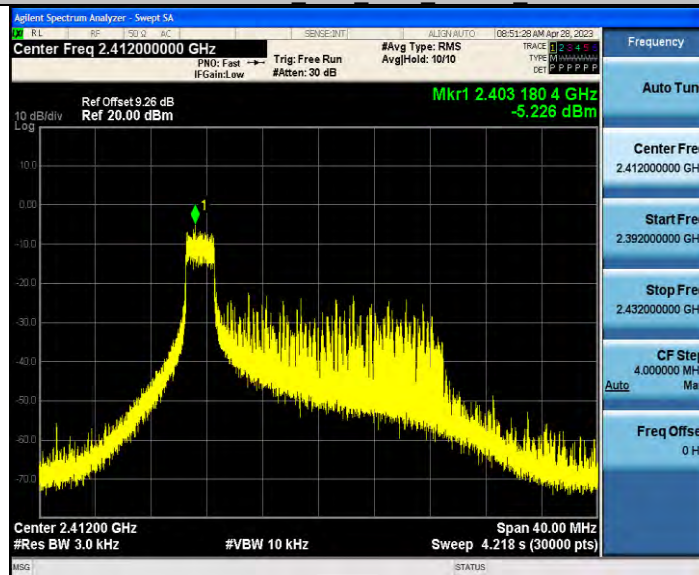 Agilent Spectrum Analyzer - Swept SA
RL RF 50 Ω AC SENSE:INT ALIGN AUTO 08:51:28 AM Apr 28, 2023
Center Freq 2.412000000 GHz
PNO: Fast
IFGain:Low
Trig: Free Run
#Atten: 30 dB
#Avg Type: RMS
Avg|Hold: 10/10
TRACE 1 2 3 4 5 6
TYPE M
DET P P P P P P
Frequency
Ref Offset 9.26 dB
Ref 20.00 dBm
10 dB/div
Log
Mkr1 2.403 180 4 GHz
-5.226 dBm
Auto Tun
10.0
0.00
-10.0
-20.0
-30.0
-40.0
-50.0
-60.0
-70.0
1
Center Fre
2.412000000 GH
Start Fre
2.392000000 GH
Stop Fre
2.432000000 GH
CF Step
4.000000 MH
Auto Ma
Freq Offse
0 H
Center 2.41200 GHz
Span 40.00 MHz
#Res BW 3.0 kHz
#VBW 10 kHz
Sweep 4.218 s (30000 pts)
MSG
STATUS